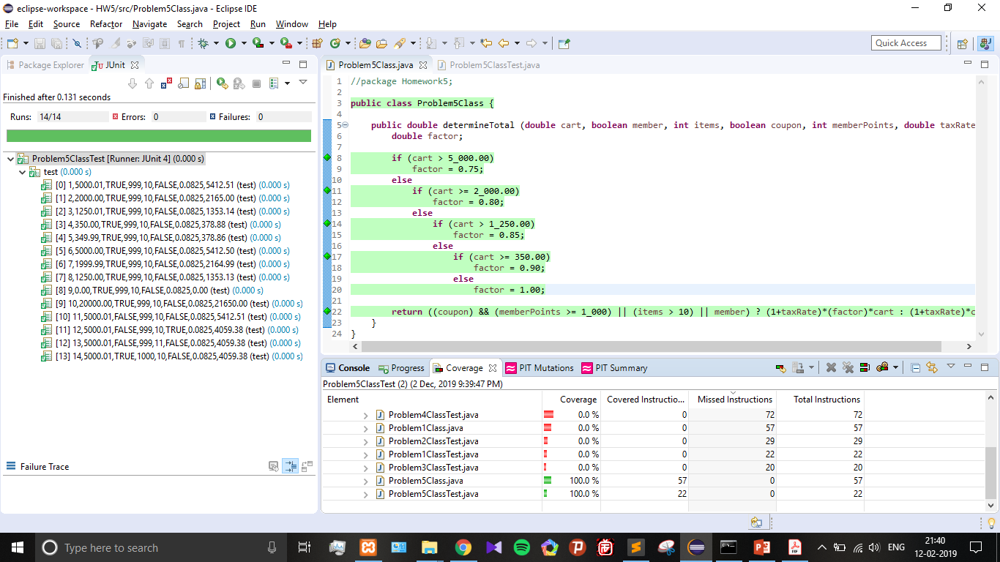 eclipse-workspace - HW5/src/Problem5Class.java - Eclipse IDE
File Edit Source Refactor Navigate Search Project Run Window Help
Quick Access
Package Explorer JUnit
Finished after 0.131 seconds
Runs: 14/14 Errors: 0 Failures: 0
Problem5ClassTest [Runner: JUnit 4] (0.000 s)
test (0.000 s)
[0] 1,5000.01,TRUE,999,10,FALSE,0.0825,5412.51 (test) (0.000 s)
[1] 2,2000.00,TRUE,999,10,FALSE,0.0825,2165.00 (test) (0.000 s)
[2] 3,1250.01,TRUE,999,10,FALSE,0.0825,1353.14 (test) (0.000 s)
[3] 4,350.00,TRUE,999,10,FALSE,0.0825,378.88 (test) (0.000 s)
[4] 5,349.99,TRUE,999,10,FALSE,0.0825,378.86 (test) (0.000 s)
[5] 6,5000.00,TRUE,999,10,FALSE,0.0825,5412.50 (test) (0.000 s)
[6] 7,1999.99,TRUE,999,10,FALSE,0.0825,2164.99 (test) (0.000 s)
[7] 8,1250.00,TRUE,999,10,FALSE,0.0825,1353.13 (test) (0.000 s)
[8] 9,0.00,TRUE,999,10,FALSE,0.0825,0.00 (test) (0.000 s)
[9] 10,20000.00,TRUE,999,10,FALSE,0.0825,21650.00 (test) (0.000 s)
[10] 11,5000.01,FALSE,999,10,FALSE,0.0825,5412.51 (test) (0.000 s)
[11] 12,5000.01,FALSE,999,10,TRUE,0.0825,4059.38 (test) (0.000 s)
[12] 13,5000.01,FALSE,999,11,FALSE,0.0825,4059.38 (test) (0.000 s)
[13] 14,5000.01,TRUE,1000,10,FALSE,0.0825,4059.38 (test) (0.000 s)
Failure Trace
Problem5Class.java Problem5ClassTest.java
1 //package Homework5;
2
3 public class Problem5Class {
4
5 public double determineTotal (double cart, boolean member, int items, boolean coupon, int memberPoints, double taxRate
6 double factor;
7
8 if (cart > 5_000.00)
9 factor = 0.75;
10 else
11 if (cart >= 2_000.00)
12 factor = 0.80;
13 else
14 if (cart > 1_250.00)
15 factor = 0.85;
16 else
17 if (cart >= 350.00)
18 factor = 0.90;
19 else
20 factor = 1.00;
21
22 return ((coupon) && (memberPoints >= 1_000) || (items > 10) || member) ? (1+taxRate)*(factor)*cart : (1+taxRate)*c
23 }
24 }
Console Progress Coverage PIT Mutations PIT Summary
Problem5ClassTest (2) (2 Dec, 2019 9:39:47 PM)
Element Coverage Covered Instructio... Missed Instructions Total Instructions
Problem4ClassTest.java 0.0 % 0 72 72
Problem1Class.java 0.0 % 0 57 57
Problem2ClassTest.java 0.0 % 0 29 29
Problem1ClassTest.java 0.0 % 0 22 22
Problem3ClassTest.java 0.0 % 0 20 20
Problem5Class.java 100.0 % 57 0 57
Problem5ClassTest.java 100.0 % 22 0 22
Type here to search
ENG
21:40
12-02-2019